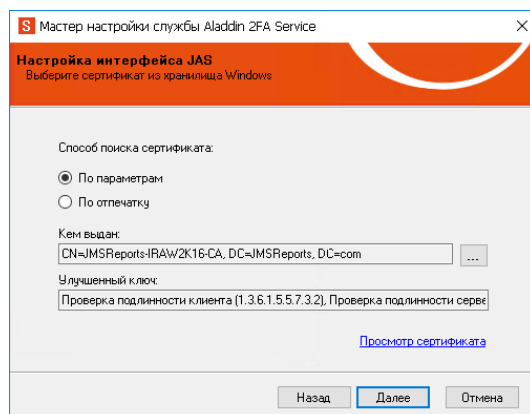 S Мастер настройки службы Aladdin 2FA Service
Настройка интерфейса JAS
Выберите сертификат из хранилища Windows
Способ поиска сертификата:
По параметрам
По отпечатку
Кем выдан:
CN=JMSReports-IRAW2K16-CA, DC=JMSReports, DC=com
...
Улучшенный ключ:
Проверка подлинности клиента (1.3.6.1.5.5.7.3.2), Проверка подлинности серве
Просмотр сертификата
Назад Далее Отмена